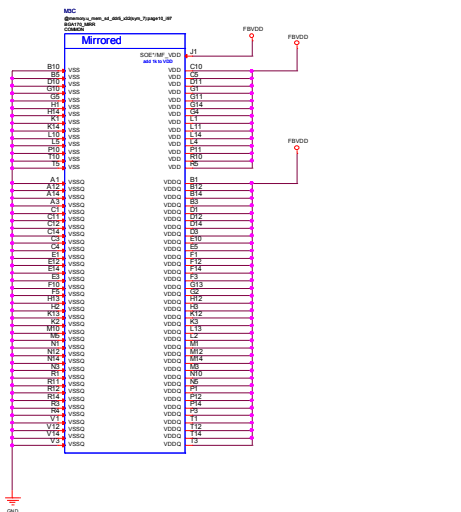 M3C
BGA170_MIRR
COMMON
Mirrored
FBVDD
FBVDD
SOE*/MF_VDD J1
add 1k to VDD
B10 VSS VDD C10
B5 VSS VDD C5
D10 VSS VDD D11
G10 VSS VDD G1
G5 VSS VDD G11
H1 VSS VDD G14
H14 VSS VDD G4
K1 VSS VDD L1
K14 VSS VDD L11
L10 VSS VDD L14
L5 VSS VDD L4
P10 VSS VDD P11
T10 VSS VDD R10
T5 VSS VDD R5
FBVDD
A1 VSSQ VDDQ B1
A12 VSSQ VDDQ B12
A14 VSSQ VDDQ B14
A3 VSSQ VDDQ B3
C1 VSSQ VDDQ D1
C11 VSSQ VDDQ D12
C12 VSSQ VDDQ D14
C14 VSSQ VDDQ D3
C3 VSSQ VDDQ E10
C4 VSSQ VDDQ E5
E1 VSSQ VDDQ F1
E12 VSSQ VDDQ F12
E14 VSSQ VDDQ F14
E3 VSSQ VDDQ F3
F10 VSSQ VDDQ G13
F5 VSSQ VDDQ G2
H13 VSSQ VDDQ H12
H2 VSSQ VDDQ H3
K13 VSSQ VDDQ K12
K2 VSSQ VDDQ K3
M10 VSSQ VDDQ L13
M5 VSSQ VDDQ L2
N1 VSSQ VDDQ M1
N12 VSSQ VDDQ M12
N14 VSSQ VDDQ M14
N3 VSSQ VDDQ M3
R1 VSSQ VDDQ N10
R11 VSSQ VDDQ N5
R12 VSSQ VDDQ P1
R14 VSSQ VDDQ P12
R3 VSSQ VDDQ P14
R4 VSSQ VDDQ P3
V1 VSSQ VDDQ T1
V12 VSSQ VDDQ T12
V14 VSSQ VDDQ T14
V3 VSSQ VDDQ T3
GND